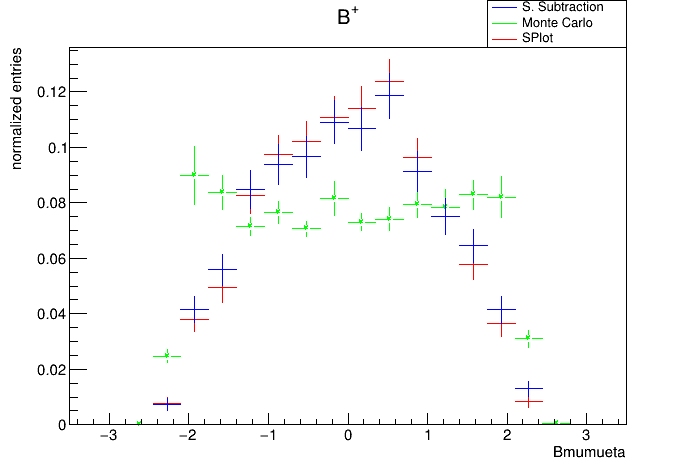 B+
S. Subtraction
Monte Carlo
SPlot
normalized entries
0.12
0.1
0.08
0.06
0.04
0.02
0
−3 −2 −1 0 1 2 3
Bmumueta